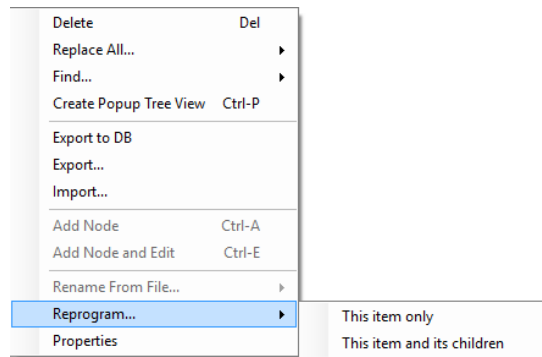 Delete Del
Replace All...
Find...
Create Popup Tree View Ctrl-P
Export to DB
Export...
Import...
Add Node Ctrl-A
Add Node and Edit Ctrl-E
Rename From File...
Reprogram... This item only
Properties This item and its children